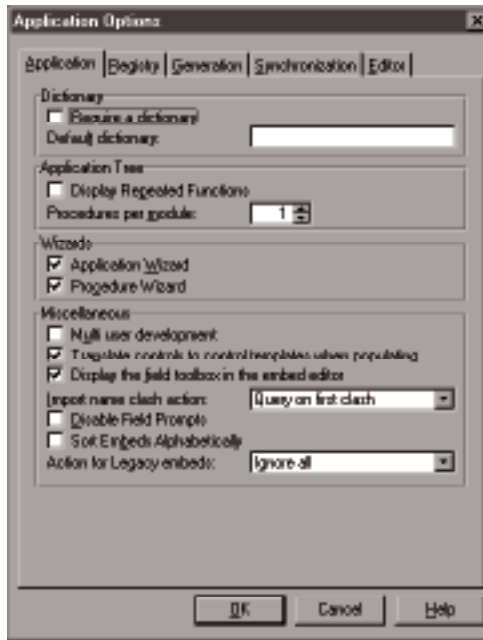 Application Options
Application Registry Generation Synchronization Editor
Dictionary
Require a dictionary
Default dictionary:
Application Tree
Display Repeated Functions
Procedures per module: 1
Wizards
Application Wizard
Procedure Wizard
Miscellaneous
Multi user development
Translate controls to control templates when populating
Display the field toolbox in the embed editor
Import name clash action: Query on first clash
Disable Field Prompts
Sort Embeds Alphabetically
Action for Legacy embeds: Ignore all
OK Cancel Help